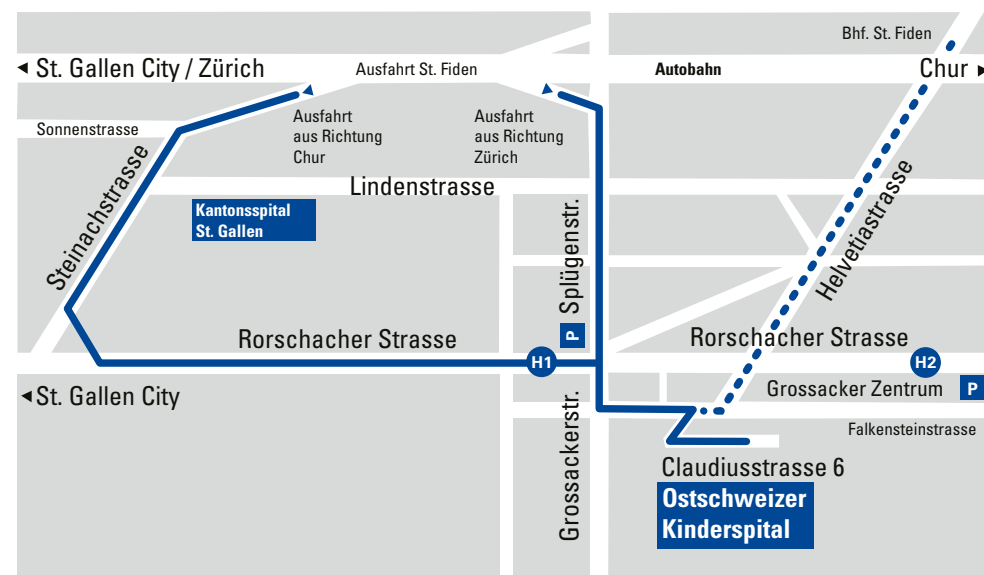 Bhf. St. Fiden
St. Gallen City / Zürich
Ausfahrt St. Fiden
Autobahn
Chur
Sonnenstrasse
Ausfahrt
aus Richtung
Chur
Ausfahrt
aus Richtung
Zürich
Steinachstrasse
Lindenstrasse
Kantonsspital
St. Gallen
Splügenstr.
Helvetiastrasse
P
Rorschacher Strasse
Rorschacher Strasse
H1
H2
St. Gallen City
Grossacker Zentrum
P
Grossackerstr.
Falkensteinstrasse
Claudiusstrasse 6
Ostschweizer
Kinderspital